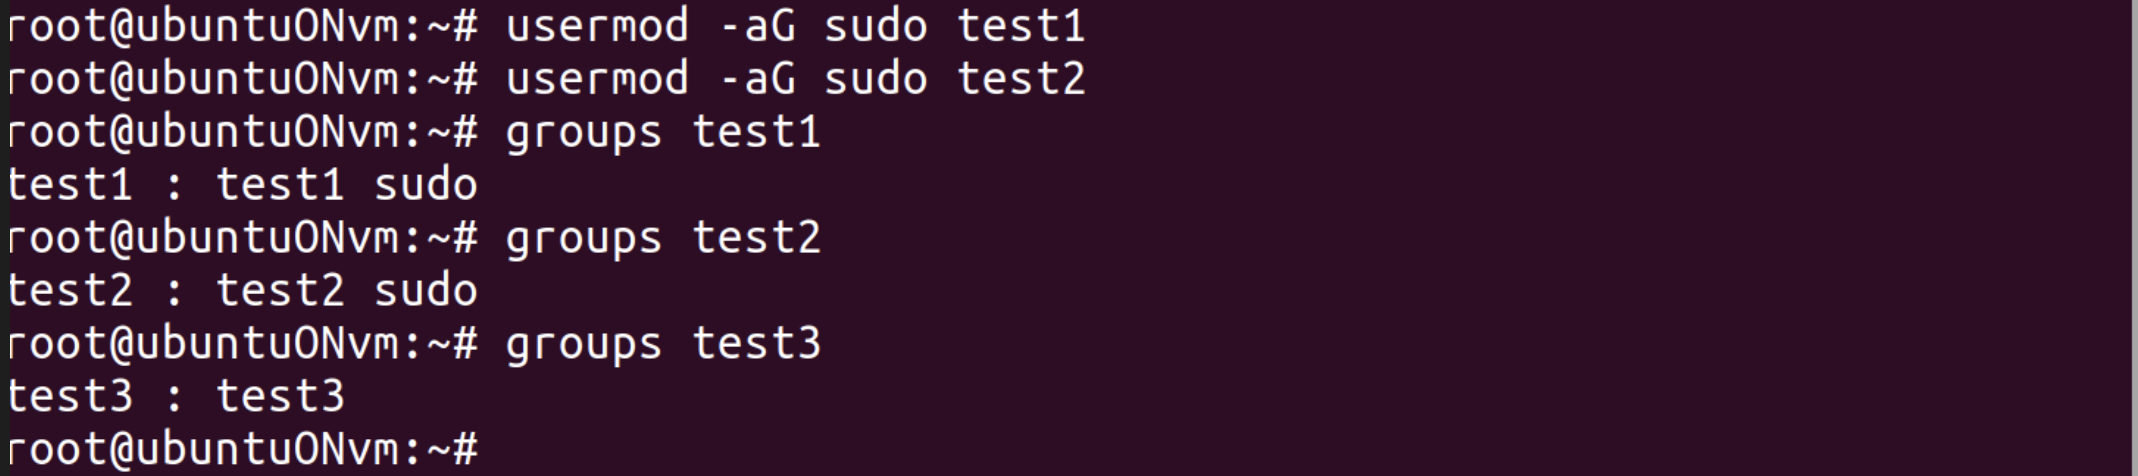 root@ubuntuONvm:~# usermod -aG sudo test1
root@ubuntuONvm:~# usermod -aG sudo test2
root@ubuntuONvm:~# groups test1
test1 : test1 sudo
root@ubuntuONvm:~# groups test2
test2 : test2 sudo
root@ubuntuONvm:~# groups test3
test3 : test3
root@ubuntuONvm:~#